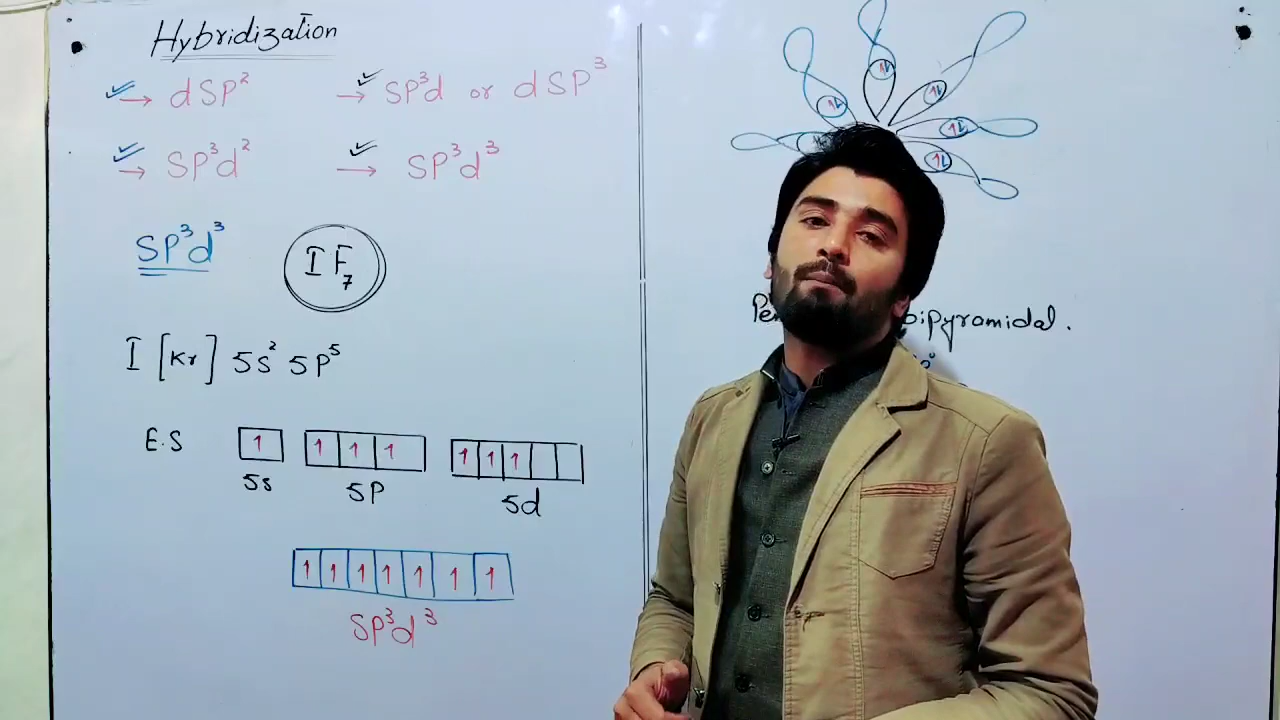 Hybridization
→ dSP² → SP³d or dSP³
→ SP³d² → SP³d³
SP³d³ IF₇
I [Kr] 5s² 5P⁵
E.S 1 1 1 1 1 1 1
5s 5P 5d
1 1 1 1 1 1 1
SP³d³
1↓ 1↓ 1↓ 1↓ 1↓
bipyramidal.